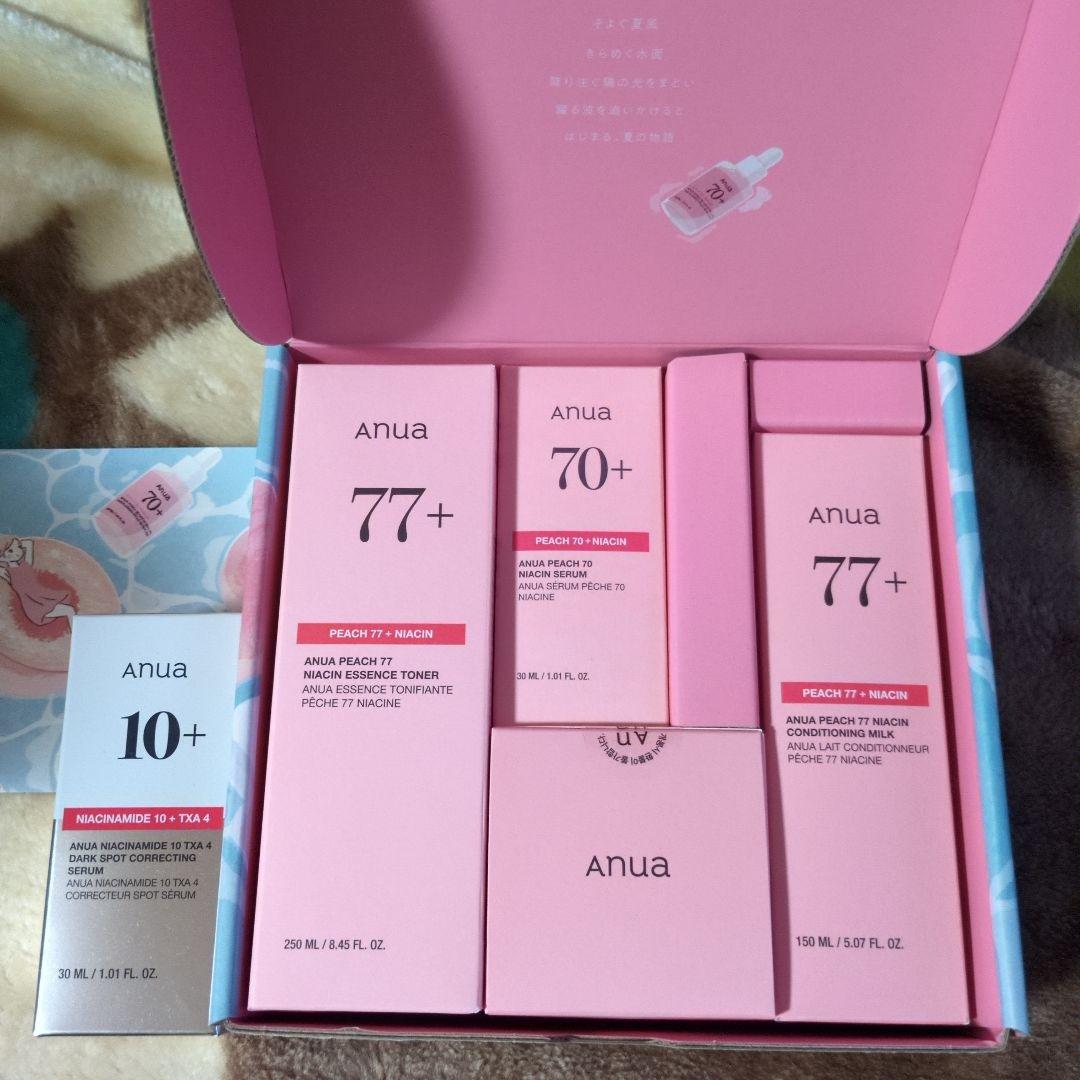 そよぐ夏風
きらめく水面
降り注ぐ陽の光をまとい
躍る波を追いかけると
はじまる、夏の物語
Anua
70+
Anua
77+
PEACH 77 + NIACIN
ANUA PEACH 77
NIACIN ESSENCE TONER
ANUA ESSENCE TONIFIANTE
PÊCHE 77 NIACINE
250 ML / 8.45 FL. OZ.
Anua
70+
PEACH 70 + NIACIN
ANUA PEACH 70
NIACIN SERUM
ANUA SÉRUM PÊCHE 70
NIACINE
30 ML / 1.01 FL. OZ.
Anua
77+
PEACH 77 + NIACIN
ANUA PEACH 77 NIACIN
CONDITIONING MILK
ANUA LAIT CONDITIONNEUR
PÊCHE 77 NIACINE
150 ML / 5.07 FL. OZ.
Anua
Anua
70+
Anua
10+
NIACINAMIDE 10 + TXA 4
ANUA NIACINAMIDE 10 TXA 4
DARK SPOT CORRECTING
SERUM
ANUA NIACINAMIDE 10 TXA 4
CORRECTEUR SPOT SÉRUM
30 ML / 1.01 FL. OZ.